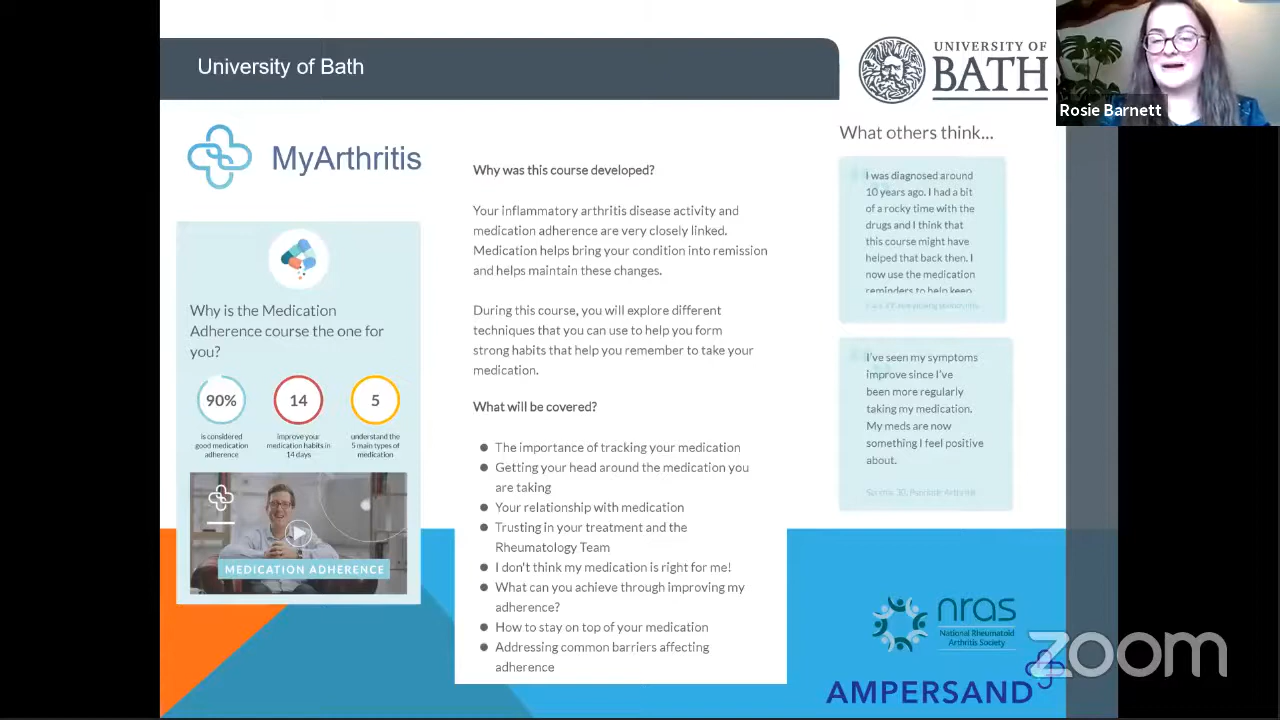 University of Bath
UNIVERSITY OF
BATH
Rosie Barnett
MyArthritis
Why is the Medication
Adherence course the one for
you?
90%
is considered
good medication
adherence
14
improve your
medication habits in
14 days
5
understand the
5 main types of
medication
MEDICATION ADHERENCE
Why was this course developed?
Your inflammatory arthritis disease activity and
medication adherence are very closely linked.
Medication helps bring your condition into remission
and helps maintain these changes.
During this course, you will explore different
techniques that you can use to help you form
strong habits that help you remember to take your
medication.
What will be covered?
● The importance of tracking your medication
● Getting your head around the medication you
are taking
● Your relationship with medication
● Trusting in your treatment and the
Rheumatology Team
● I don't think my medication is right for me!
● What can you achieve through improving my
adherence?
● How to stay on top of your medication
● Addressing common barriers affecting
adherence
What others think...
I was diagnosed around
10 years ago. I had a bit
of a rocky time with the
drugs and I think that
this course might have
helped that back then. I
now use the medication
reminders to help keep
I've seen my symptoms
improve since I've
been more regularly
taking my medication.
My meds are now
something I feel positive
about.
nras
National Rheumatoid
Arthritis Society
zoom
AMPERSAND